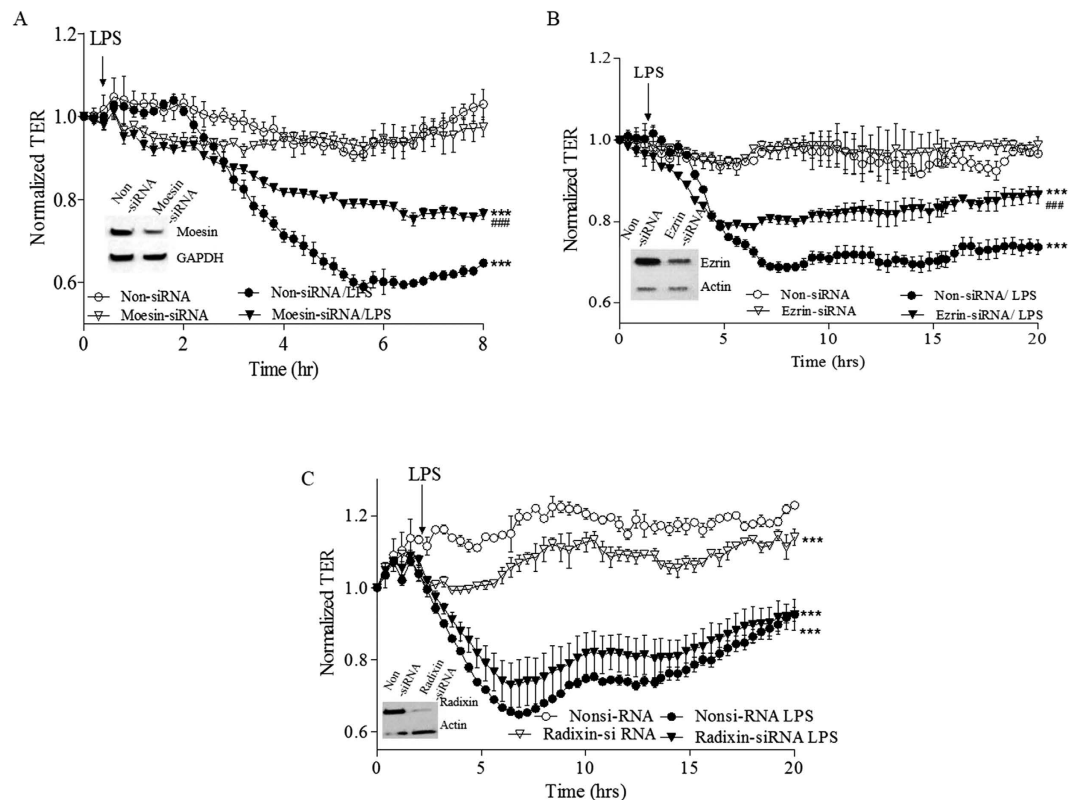 A
LPS
1.2
1.0
0.8
0.6
Normalized TER
Non
-siRNA
Moesin
-siRNA
Moesin
GAPDH
***
###
***
Non-siRNA
Non-siRNA/LPS
Moesin-siRNA
Moesin-siRNA/LPS
0 2 4 6 8
Time (hr)
B
LPS
1.2
1.0
0.8
0.6
Normalized TER
Non
-siRNA
Ezrin
-siRNA
Ezrin
Actin
***
###
***
Non-siRNA
Non-siRNA/ LPS
Ezrin-siRNA
Ezrin-siRNA/ LPS
0 5 10 15 20
Time (hrs)
C
LPS
1.2
1.0
0.8
0.6
Normalized TER
Non
-siRNA
Radixin
-siRNA
Radixin
Actin
***
***
***
Nonsi-RNA
Nonsi-RNA LPS
Radixin-si RNA
Radixin-siRNA LPS
0 5 10 15 20
Time (hrs)